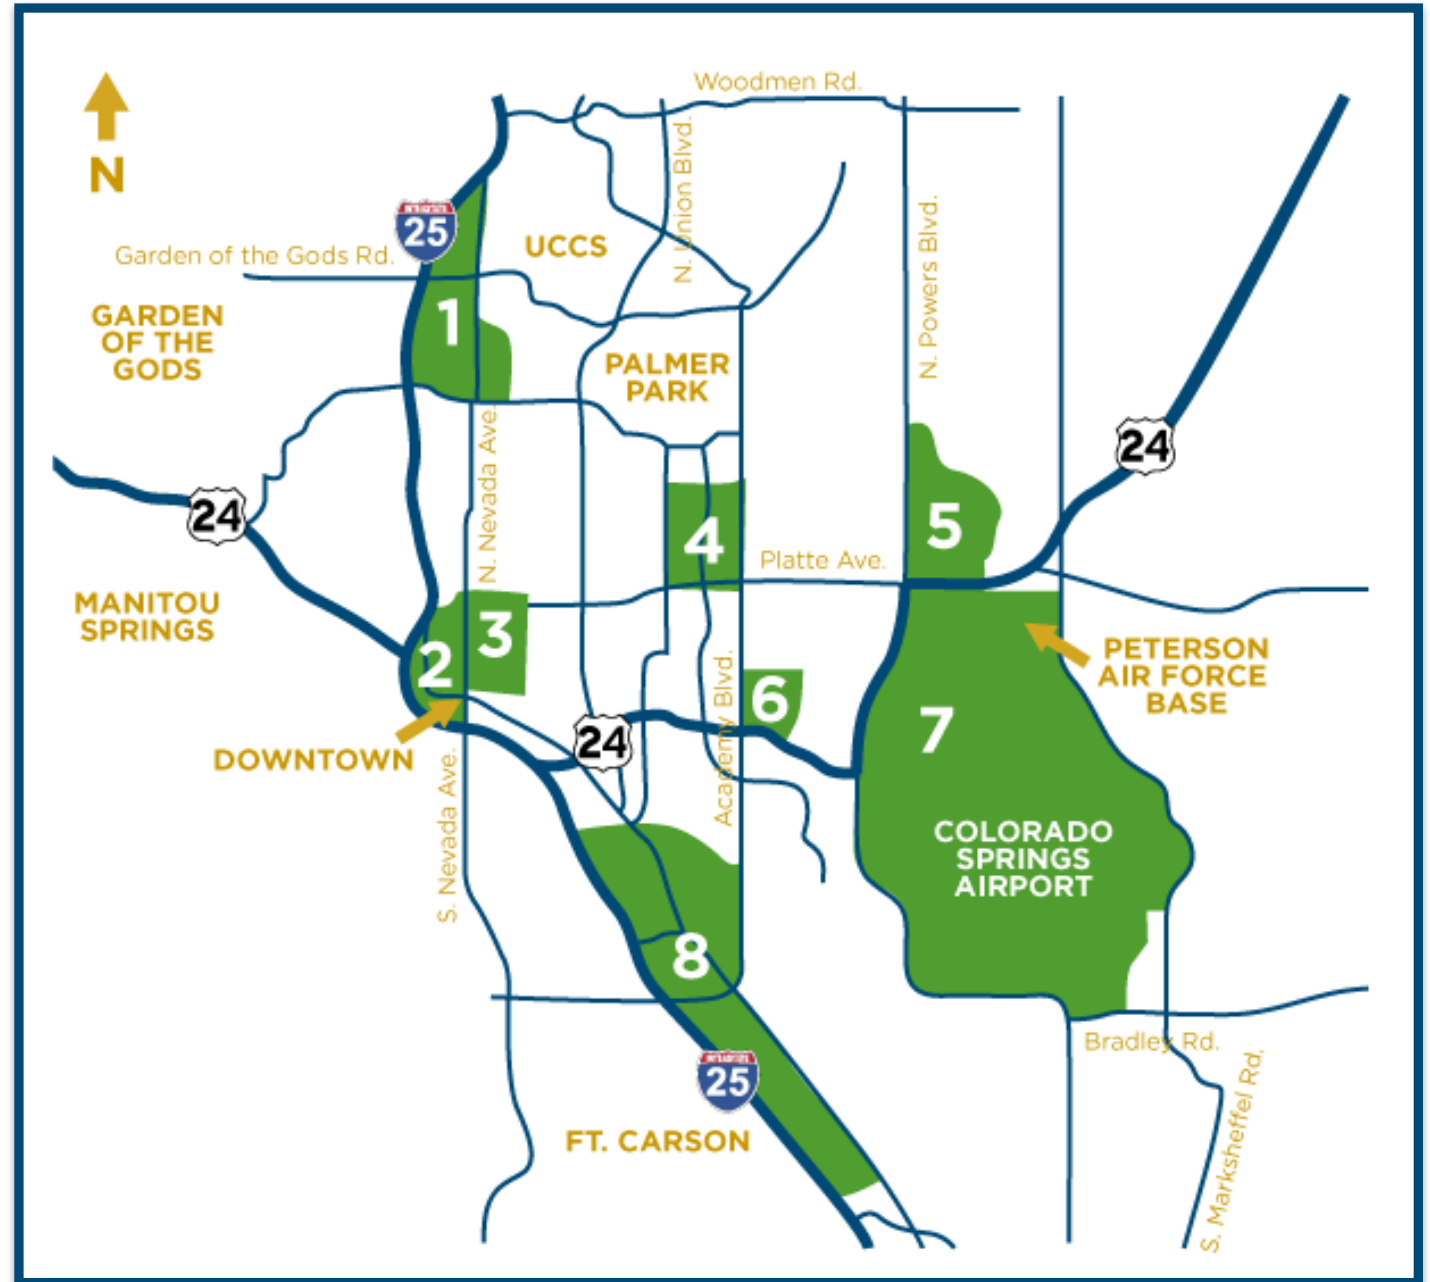 Woodmen Rd.
N
N. Union Blvd.
25
UCCS
Garden of the Gods Rd.
N. Powers Blvd.
GARDEN
OF THE
GODS
1
PALMER
PARK
24
N. Nevada Ave.
24
5
4
Platte Ave.
MANITOU
SPRINGS
3
2
PETERSON
AIR FORCE
BASE
6
7
Academy Blvd.
24
DOWNTOWN
S. Nevada Ave.
COLORADO
SPRINGS
AIRPORT
8
Bradley Rd.
25
FT. CARSON
S. Marksheffel Rd.